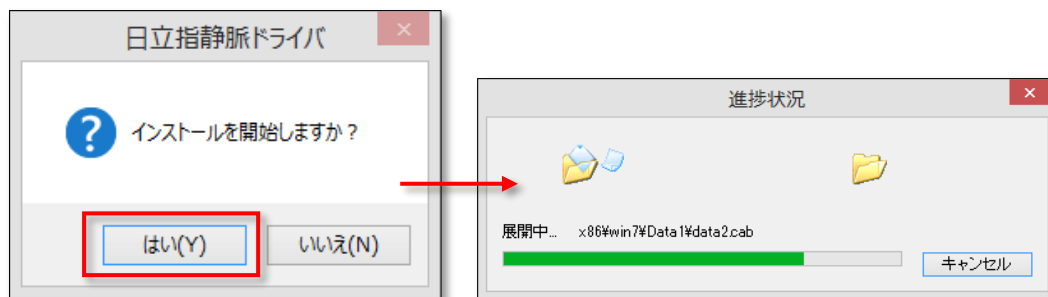 日立指静脈ドライバ
インストールを開始しますか？
はい(Y)
いいえ(N)
進捗状況
展開中... x86¥win7¥Data1¥data2.cab
キャンセル